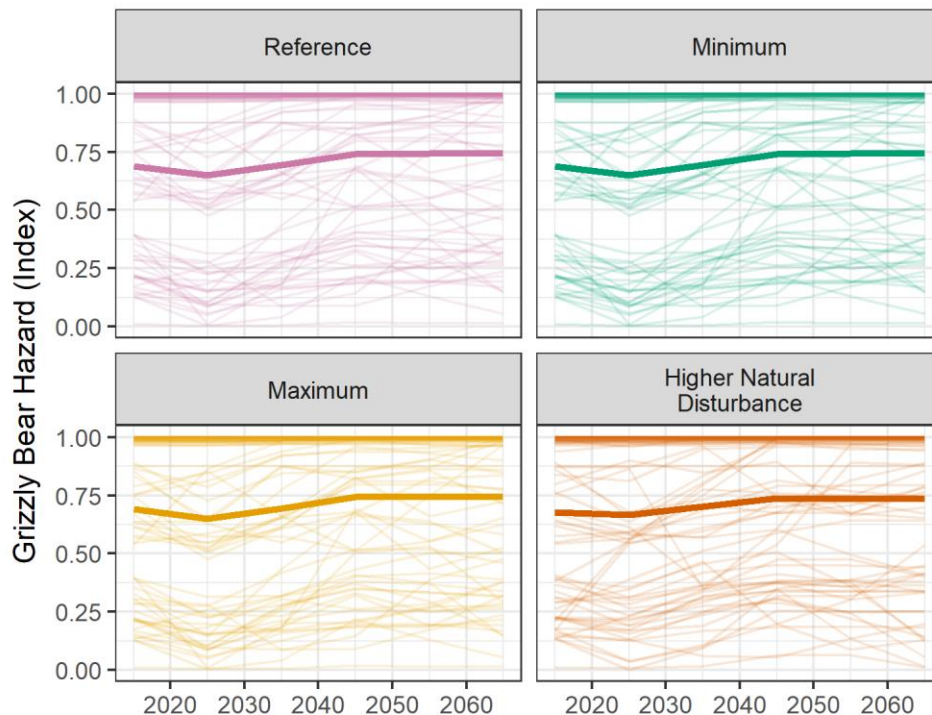 Reference
Minimum
1.00
0.75
0.50
0.25
0.00
Maximum
Higher Natural
Disturbance
1.00
0.75
0.50
0.25
0.00
2020 2030 2040 2050 2060
2020 2030 2040 2050 2060
Grizzly Bear Hazard (Index)